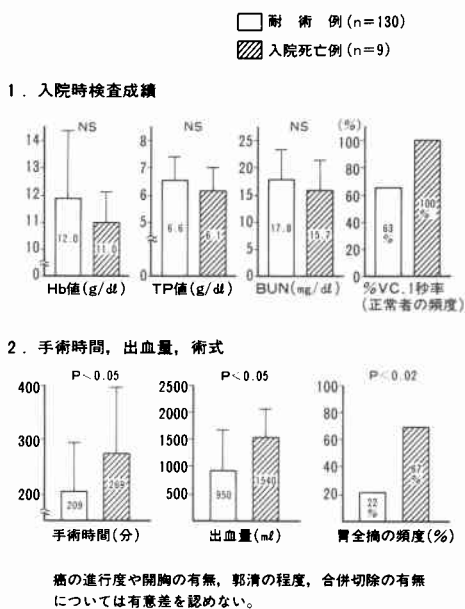 耐 術 例(n=130)
入院死亡例(n=9)
1．入院時検査成績
NS
14
13
12
11
10
0
12.0
11.0
Hb値(g/dl)
NS
8
7
6
5
0
6.6
6.1
TP値(g/dl)
NS
25
20
15
10
5
0
17.8
15.7
BUN(mg/dl)
(%)
100
80
60
40
20
0
63
%
100
%
%VC.1秒率
(正常者の頻度)
2．手術時間，出血量，術式
P<0.05
400
300
200
209
269
手術時間(分)
P<0.05
2500
2000
1500
1000
500
950
1540
出血量(ml)
P<0.02
100
80
60
40
20
22
%
67
%
胃全摘の頻度(%)
癌の進行度や開胸の有無，郭清の程度，合併切除の有無
については有意差を認めない。